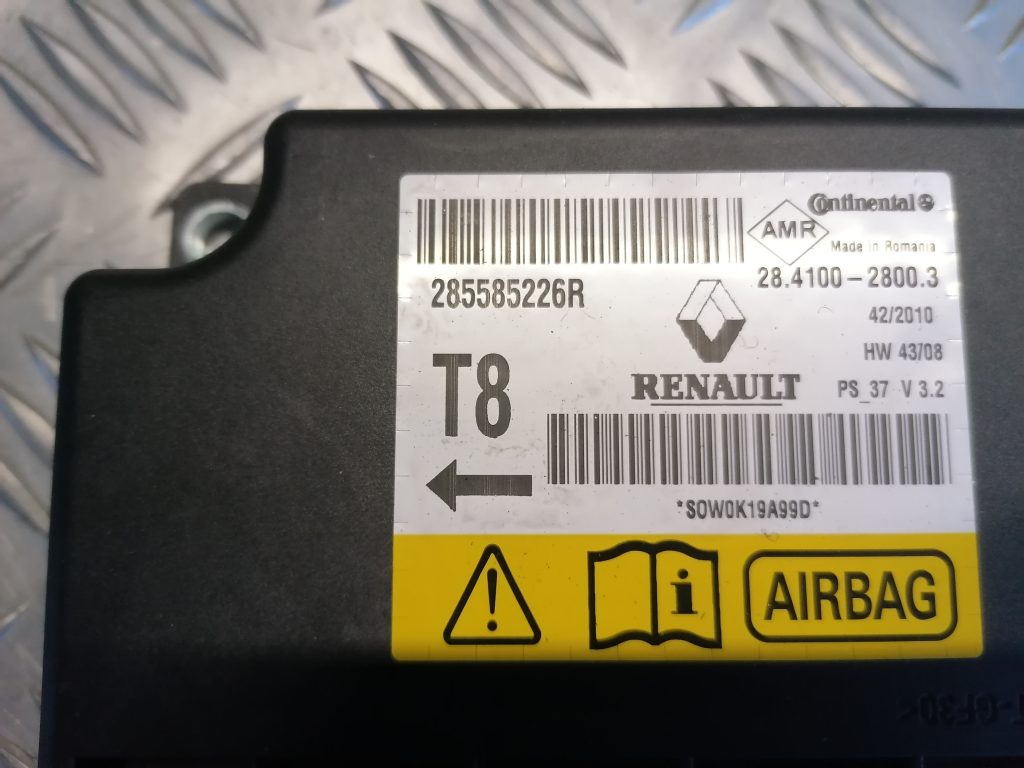 Continental
AMR
Made in Romania
285585226R
28.4100-2800.3
42/2010
HW 43/08
T8
RENAULT
PS_37 V 3.2
*S0W0K19A99D*
AIRBAG